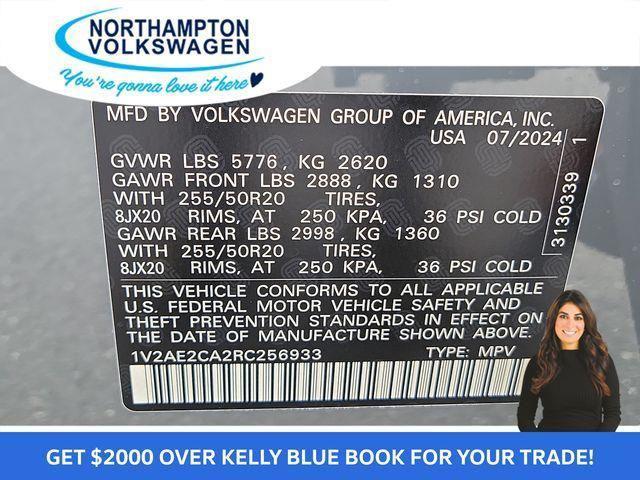 NORTHAMPTON
VOLKSWAGEN
You're gonna love it here
MFD BY VOLKSWAGEN GROUP OF AMERICA, INC.
USA 07/2024
GVWR LBS 5776, KG 2620
GAWR FRONT LBS 2888, KG 1310
WITH 255/50R20 TIRES,
8JX20 RIMS, AT 250 KPA, 36 PSI COLD
GAWR REAR LBS 2998, KG 1360
WITH 255/50R20 TIRES,
8JX20 RIMS, AT 250 KPA, 36 PSI COLD
THIS VEHICLE CONFORMS TO ALL APPLICABLE
U.S. FEDERAL MOTOR VEHICLE SAFETY AND
THEFT PREVENTION STANDARDS IN EFFECT ON
THE DATE OF MANUFACTURE SHOWN ABOVE.
1V2AE2CA2RC256933 TYPE: MPV
3130339 1
GET $2000 OVER KELLY BLUE BOOK FOR YOUR TRADE!